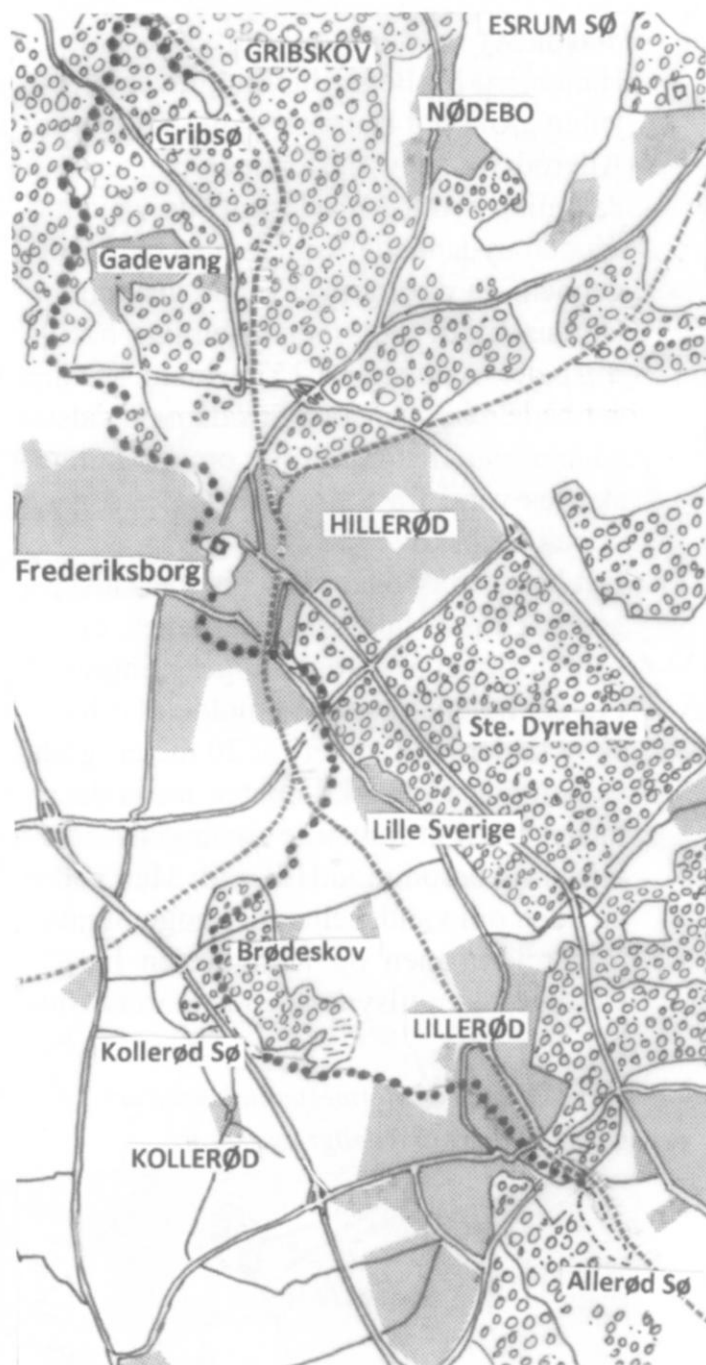 ESRUM SØ
GRIBSKOV
NØDEBO
Gribsø
Gadevang
HILLERØD
Frederiksborg
Ste. Dyrehave
Lille Sverige
Brødeskov
LILLERØD
Kollerød Sø
KOLLERØD
Allerød Sø